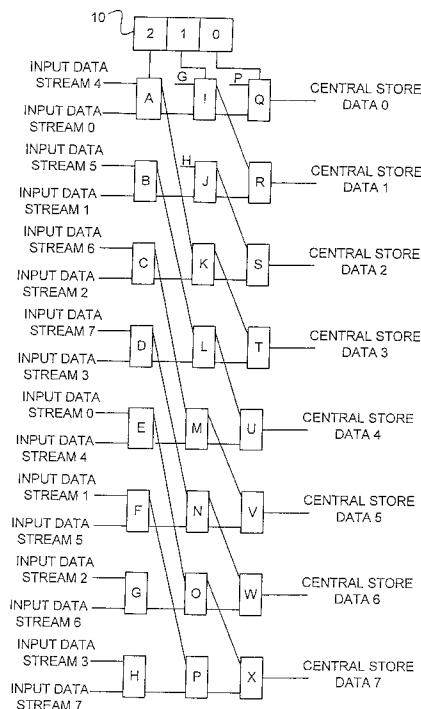 10
2 1 0
INPUT DATA
STREAM 4
G
P
A
I
Q
CENTRAL STORE
DATA 0
INPUT DATA
STREAM 0
INPUT DATA
STREAM 5
H
B
J
R
CENTRAL STORE
DATA 1
INPUT DATA
STREAM 1
INPUT DATA
STREAM 6
C
K
S
CENTRAL STORE
DATA 2
INPUT DATA
STREAM 2
INPUT DATA
STREAM 7
D
L
T
CENTRAL STORE
DATA 3
INPUT DATA
STREAM 3
INPUT DATA
STREAM 0
E
M
U
CENTRAL STORE
DATA 4
INPUT DATA
STREAM 4
INPUT DATA
STREAM 1
F
N
V
CENTRAL STORE
DATA 5
INPUT DATA
STREAM 5
INPUT DATA
STREAM 2
G
O
W
CENTRAL STORE
DATA 6
INPUT DATA
STREAM 6
INPUT DATA
STREAM 3
H
P
X
CENTRAL STORE
DATA 7
INPUT DATA
STREAM 7